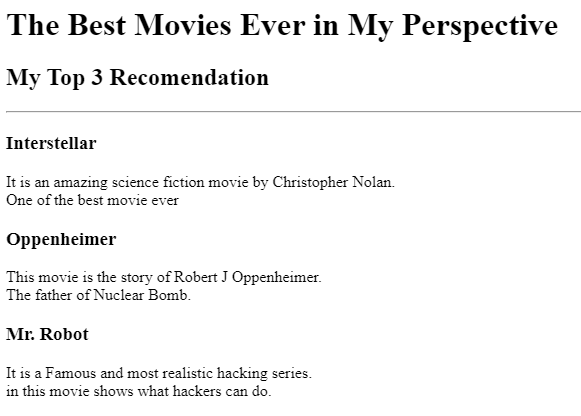 The Best Movies Ever in My Perspective
My Top 3 Recomendation
Interstellar
It is an amazing science fiction movie by Christopher Nolan.
One of the best movie ever
Oppenheimer
This movie is the story of Robert J Oppenheimer.
The father of Nuclear Bomb.
Mr. Robot
It is a Famous and most realistic hacking series.
in this movie shows what hackers can do.